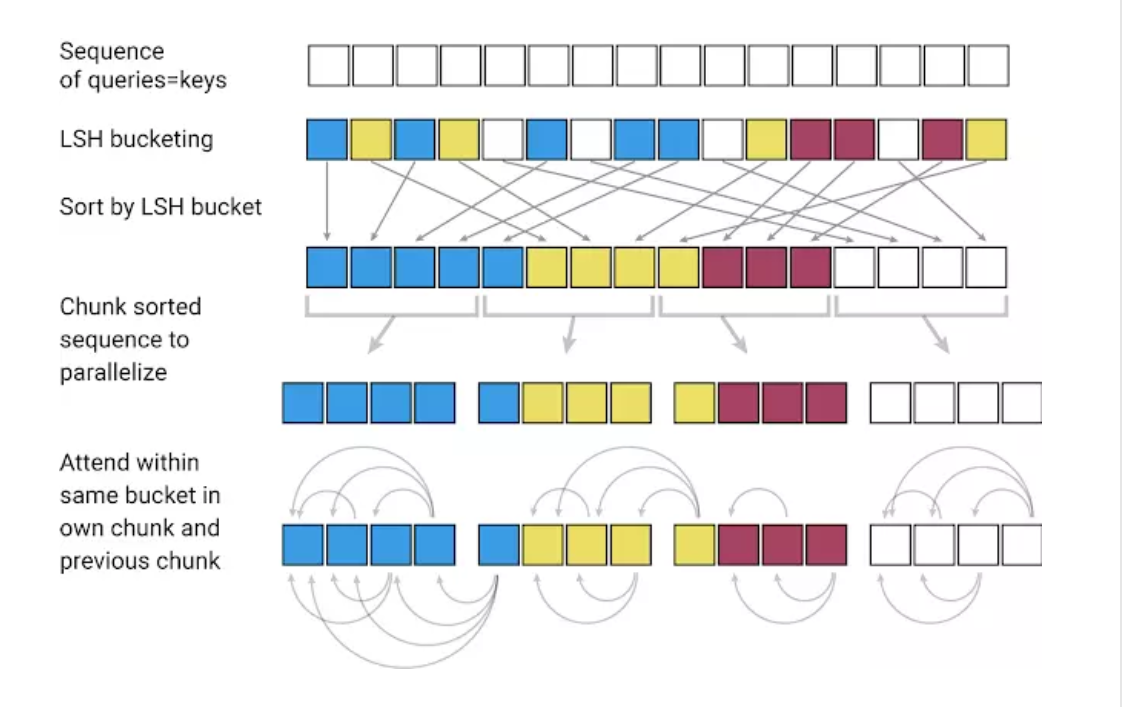 Sequence
of queries=keys
LSH bucketing
Sort by LSH bucket
Chunk sorted
sequence to
parallelize
Attend within
same bucket in
own chunk and
previous chunk